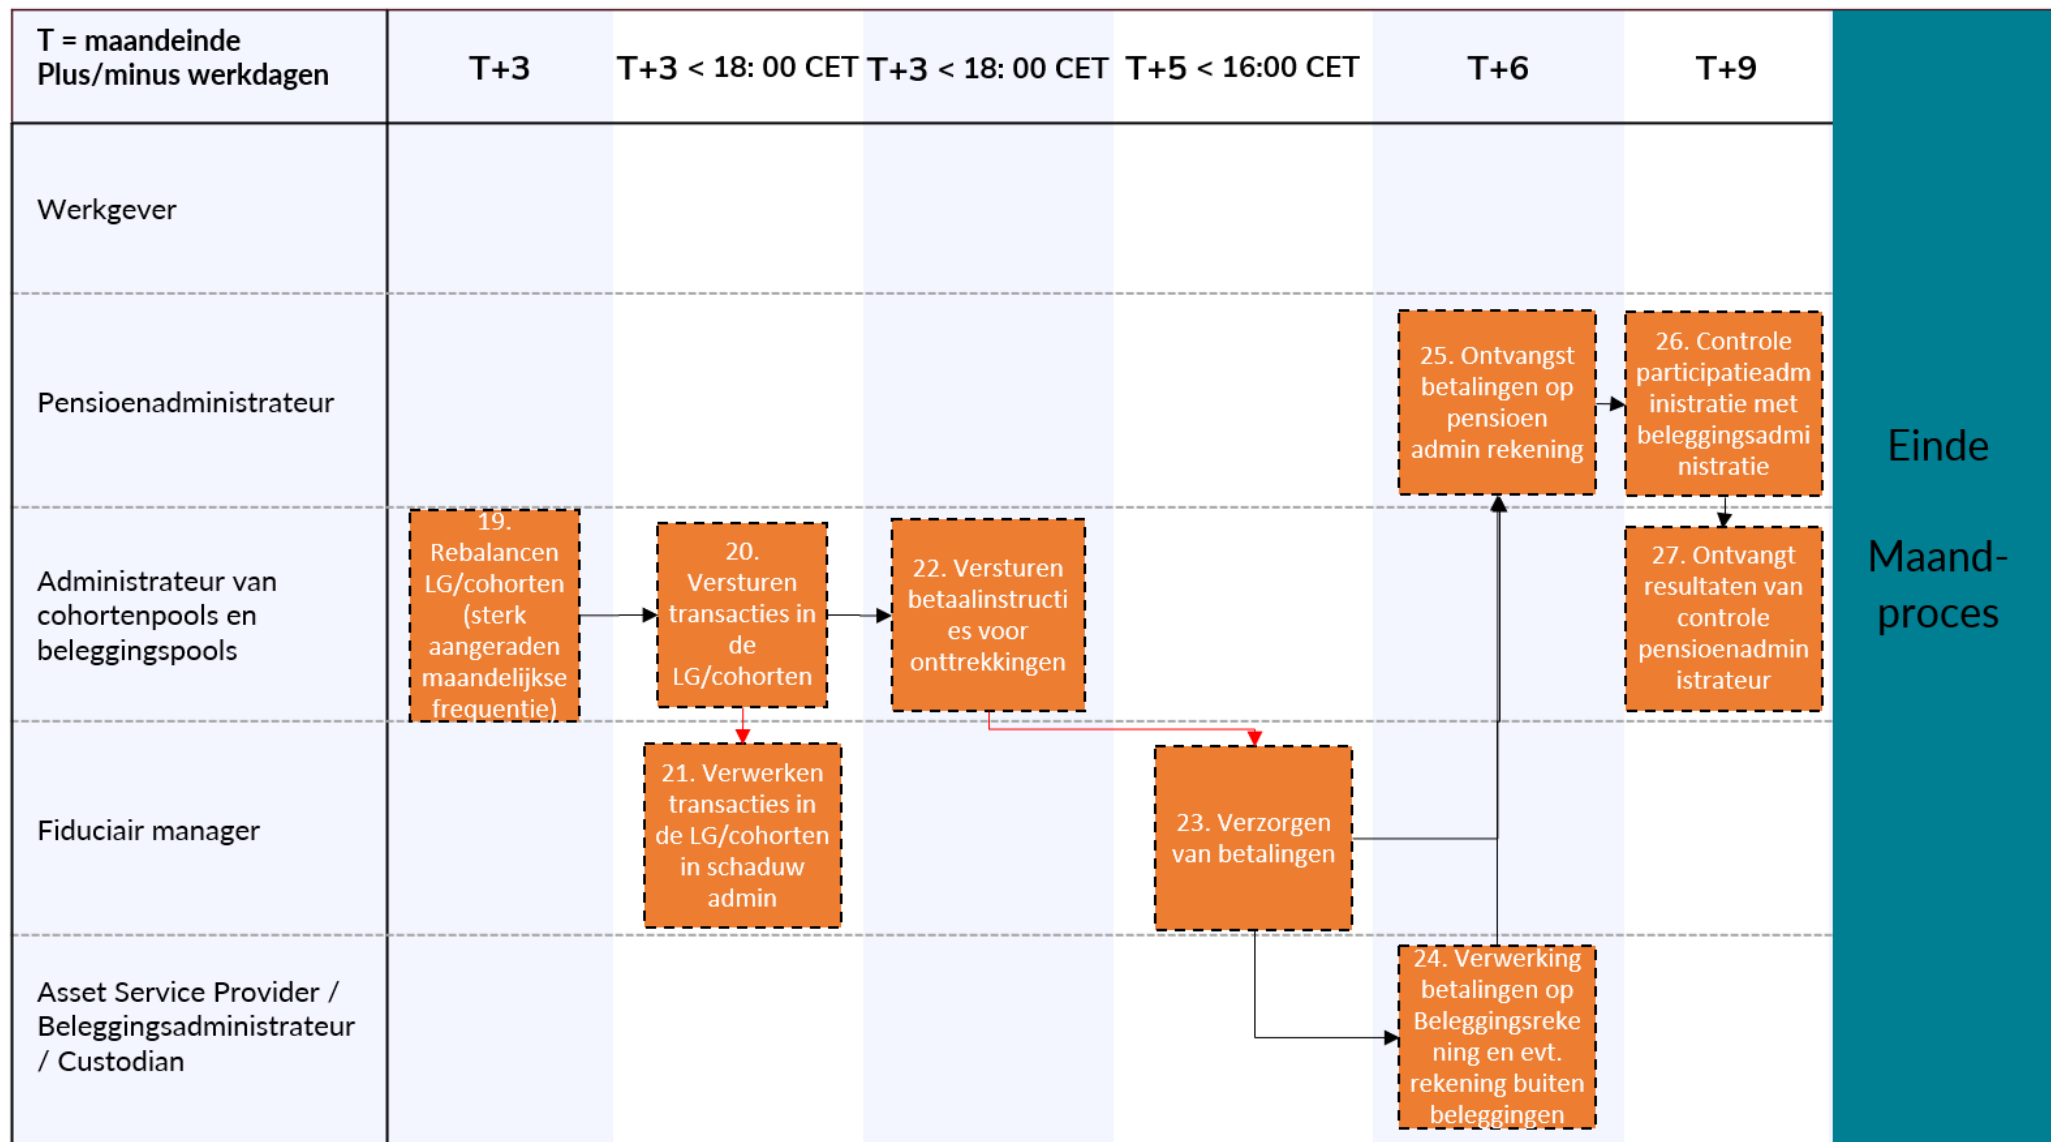 T = maandeinde
Plus/minus werkdagen
T+3
T+3 < 18: 00 CET
T+3 < 18: 00 CET
T+5 < 16:00 CET
T+6
T+9
Werkgever
Pensioenadministrateur
25. Ontvangst
betalingen op
pensioen
admin rekening
26. Controle
participatieadm
inistratie met
beleggingsadmi
nistratie
Administrateur van
cohortenpools en
beleggingspools
19.
Rebalancen
LG/cohorten
(sterk
aangeraden
maandelijkse
frequentie)
20.
Versturen
transacties in
de
LG/cohorten
22. Versturen
betaalinstructi
es voor
onttrekkingen
27. Ontvangt
resultaten van
controle
pensioenadmin
istrateur
Fiduciair manager
21. Verwerken
transacties in
de LG/cohorten
in schaduw
admin
23. Verzorgen
van betalingen
Asset Service Provider /
Beleggingsadministrateur
/ Custodian
24. Verwerking
betalingen op
Beleggingsreke
ning en evt.
rekening buiten
beleggingen
Einde
Maand-
proces